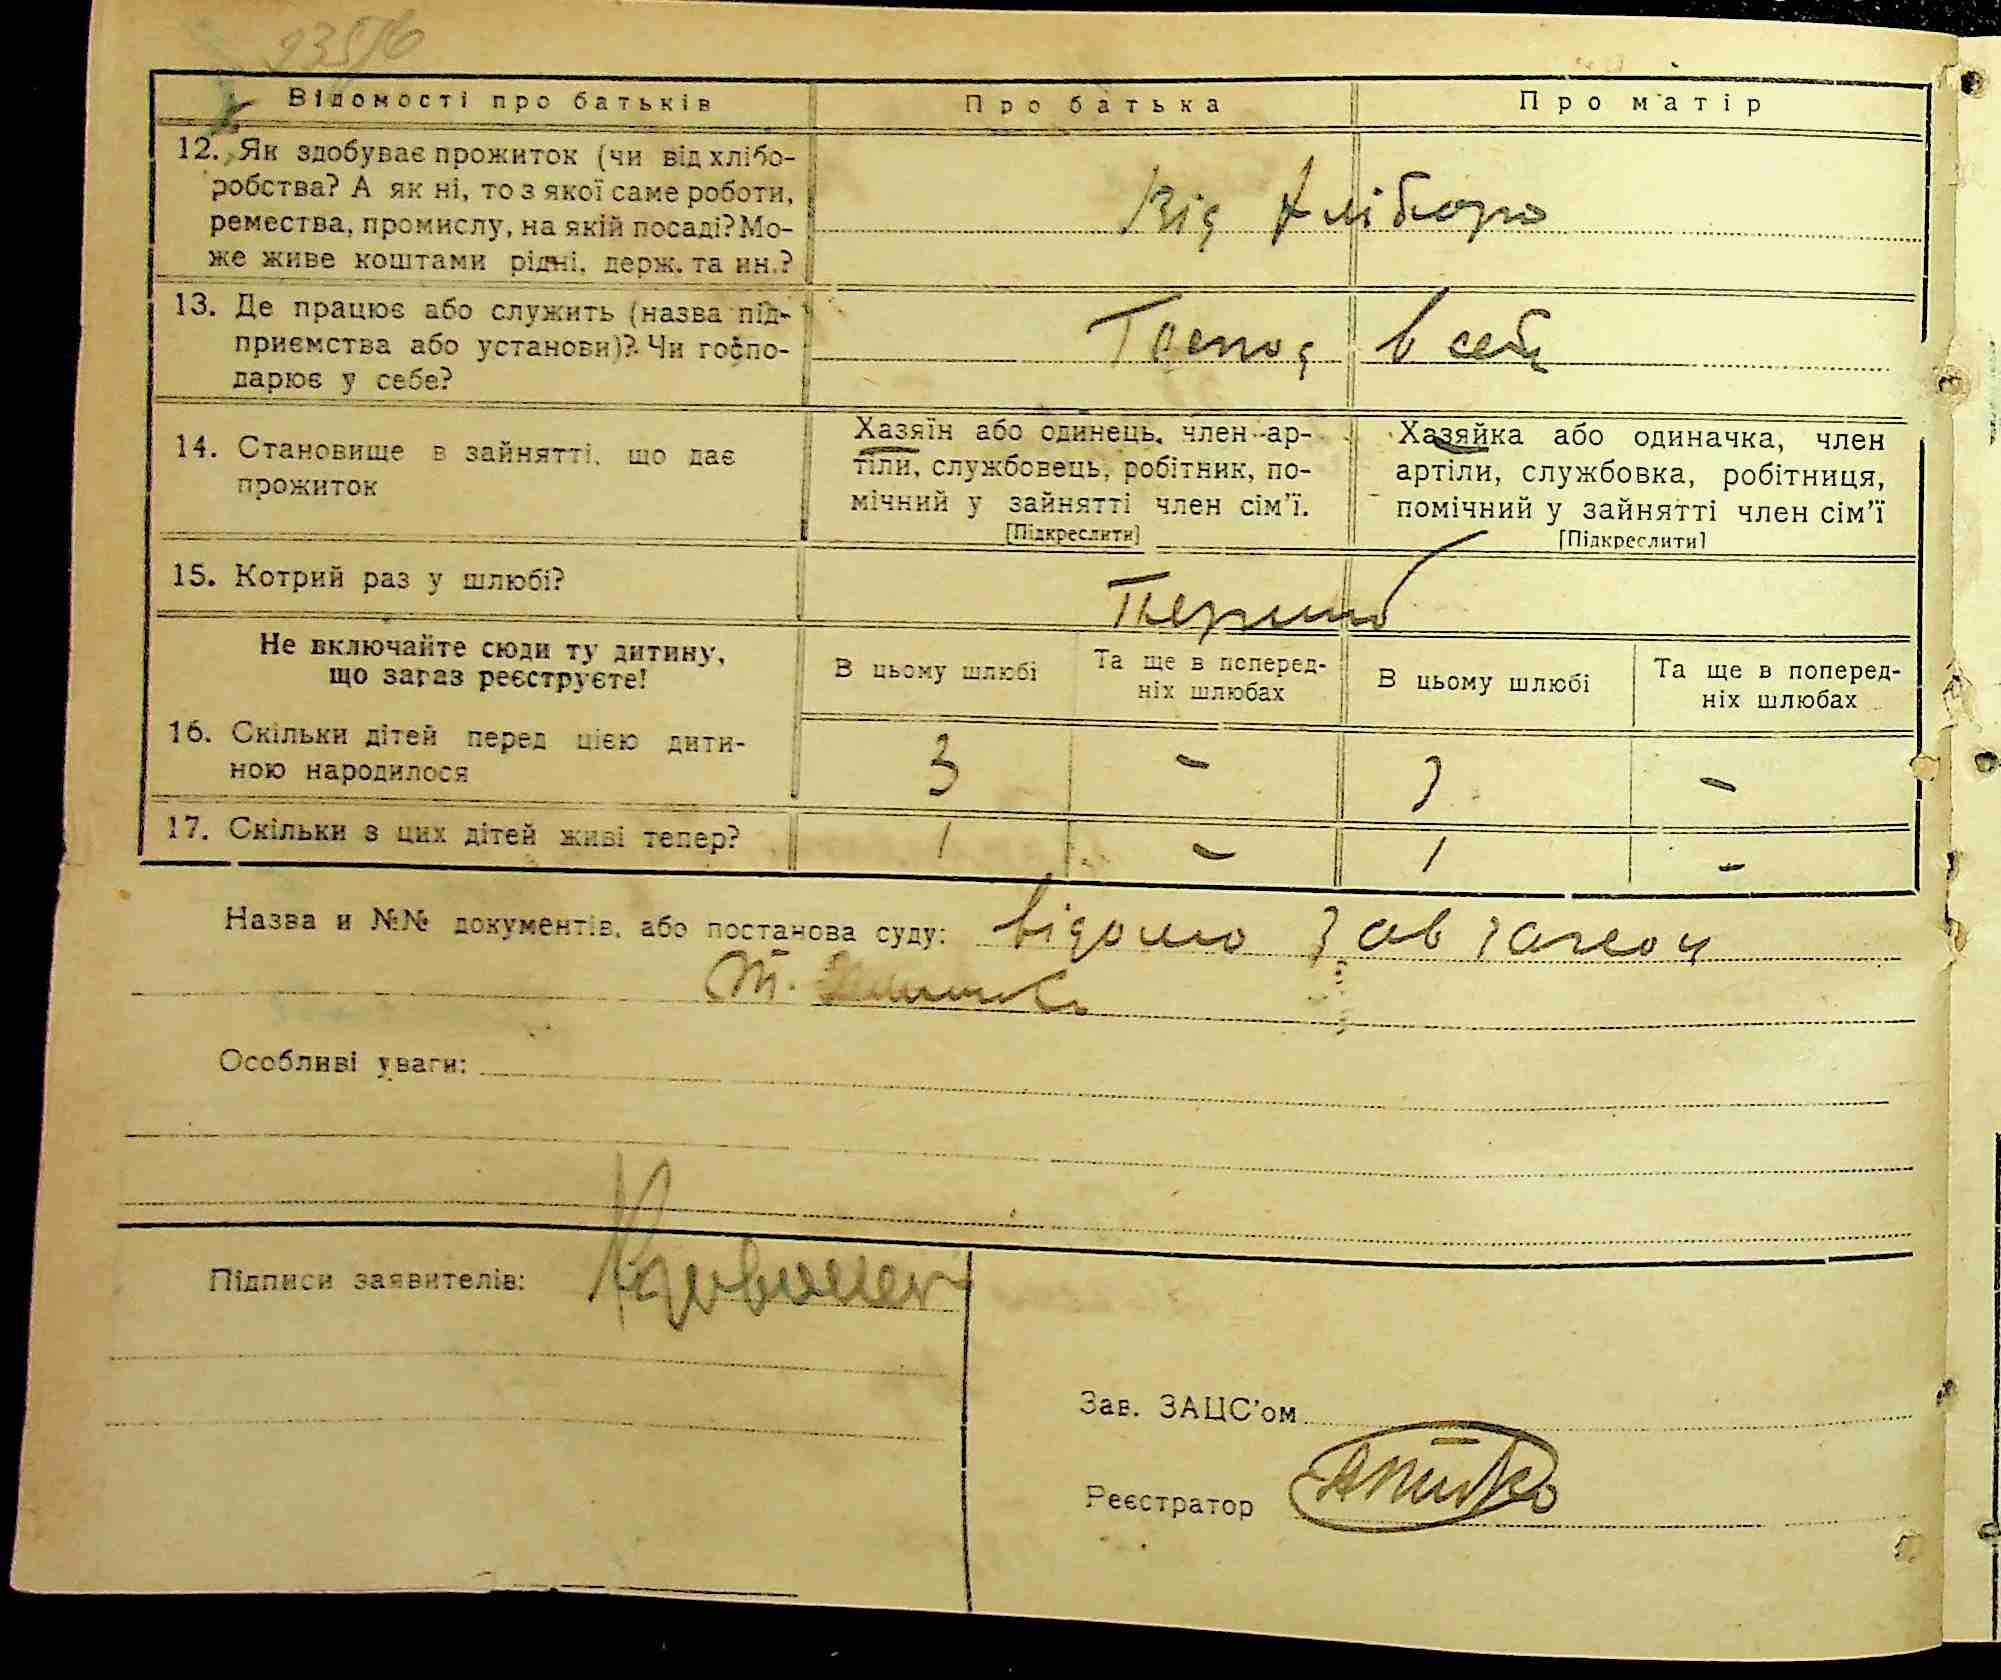 Відомості про батьків
Про батька
Про матір
12. Як здобуває прожиток (чи від хлібо-
робства? А як ні, то з якої саме роботи,
ремества, промислу, на якій посаді? Мо-
же живе коштами рідні, держ. та ин.?
Від хлібороб
13. Де працює або служить (назва під-
приємства або установи)? Чи госпо-
дарює у себе?
Господ в себе
14. Становище в зайнятті, що дає
прожиток
Хазяїн або одинець, член ар-
тіли, службовець, робітник, по-
мічний у зайнятті член сім'ї.
[Підкреслити]
Хазяйка або одиначка, член
артіли, службовка, робітниця,
помічний у зайнятті член сім'ї
[Підкреслити]
15. Котрий раз у шлюбі?
Перший
Не включайте сюди ту дитину,
що зараз реєструєте!
В цьому шлюбі
Та ще в поперед-
ніх шлюбах
В цьому шлюбі
Та ще в поперед-
ніх шлюбах
16. Скільки дітей перед цією дити-
ною народилося
3 - 3 -
17. Скільки з цих дітей живі тепер?
1 - 1 -
Назва и №№ документів, або постанова суду: відомо
Особливі уваги:
Підписи заявителів:
Зав. ЗАЦС'ом
Реєстратор